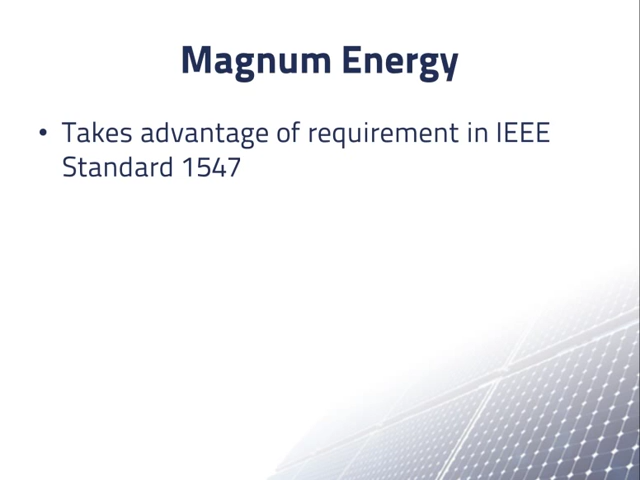 Magnum Energy
• Takes advantage of requirement in IEEE
Standard 1547